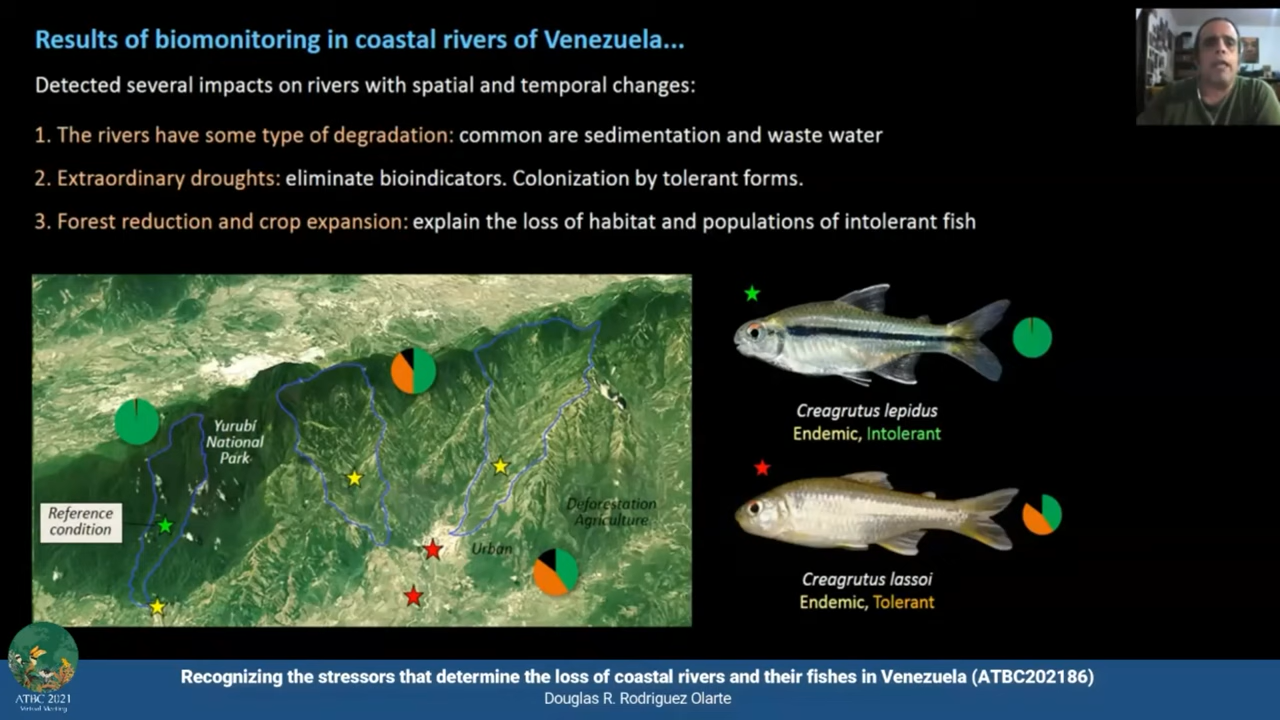 Results of biomonitoring in coastal rivers of Venezuela...
Detected several impacts on rivers with spatial and temporal changes:
1. The rivers have some type of degradation: common are sedimentation and waste water
2. Extraordinary droughts: eliminate bioindicators. Colonization by tolerant forms.
3. Forest reduction and crop expansion: explain the loss of habitat and populations of intolerant fish
Yurubí
National
Park
Reference
condition
Deforestation
Agriculture
Urban
Creagrutus lepidus
Endemic, Intolerant
Creagrutus lassoi
Endemic, Tolerant
ATBC 2021
Virtual Meeting
Recognizing the stressors that determine the loss of coastal rivers and their fishes in Venezuela (ATBC202186)
Douglas R. Rodriguez Olarte